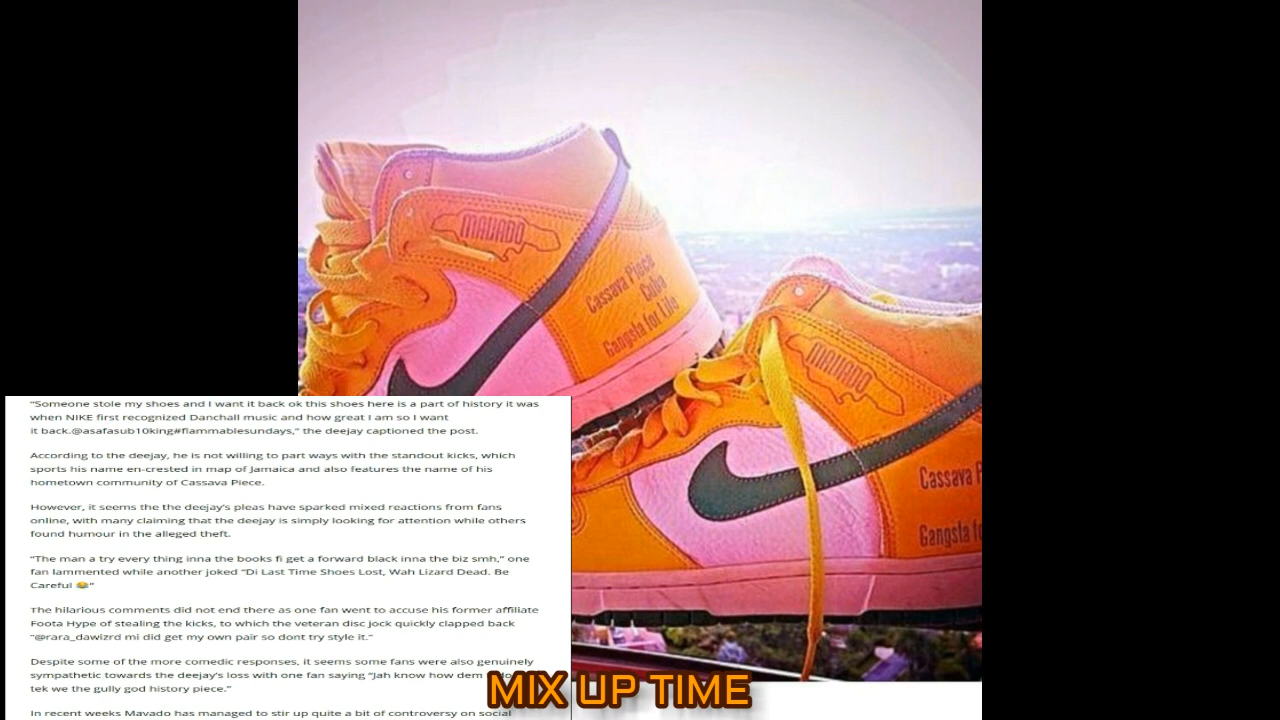 MAVADO
Cassava Piece
Cuba
Gangsta for Life
MAVADO
Cassava
Gangsta for
"Someone stole my shoes and I want it back ok this shoes here is a part of history it was
when NIKE first recognized Danchall music and how great I am so I want
it back.@asafasub10king#flammablesundays," the deejay captioned the post.
According to the deejay, he is not willing to part ways with the standout kicks, which
sports his name en-crested in map of Jamaica and also features the name of his
hometown community of Cassava Piece.
However, it seems the the deejay's pleas have sparked mixed reactions from fans
online, with many claiming that the deejay is simply looking for attention while others
found humour in the alleged theft.
"The man a try every thing inna the books fi get a forward black inna the biz smh," one
fan lammented while another joked "Di Last Time Shoes Lost, Wah Lizard Dead. Be
Careful 😂"
The hilarious comments did not end there as one fan went to accuse his former affiliate
Foota Hype of stealing the kicks, to which the veteran disc jock quickly clapped back
"@rara_dawizrd mi did get my own pair so dont try style it."
Despite some of the more comedic responses, it seems some fans were also genuinely
sympathetic towards the deejay's loss with one fan saying "Jah know how dem
tek we the gully god history piece."
In recent weeks Mavado has managed to stir up quite a bit of controversy on social
MIX UP TIME